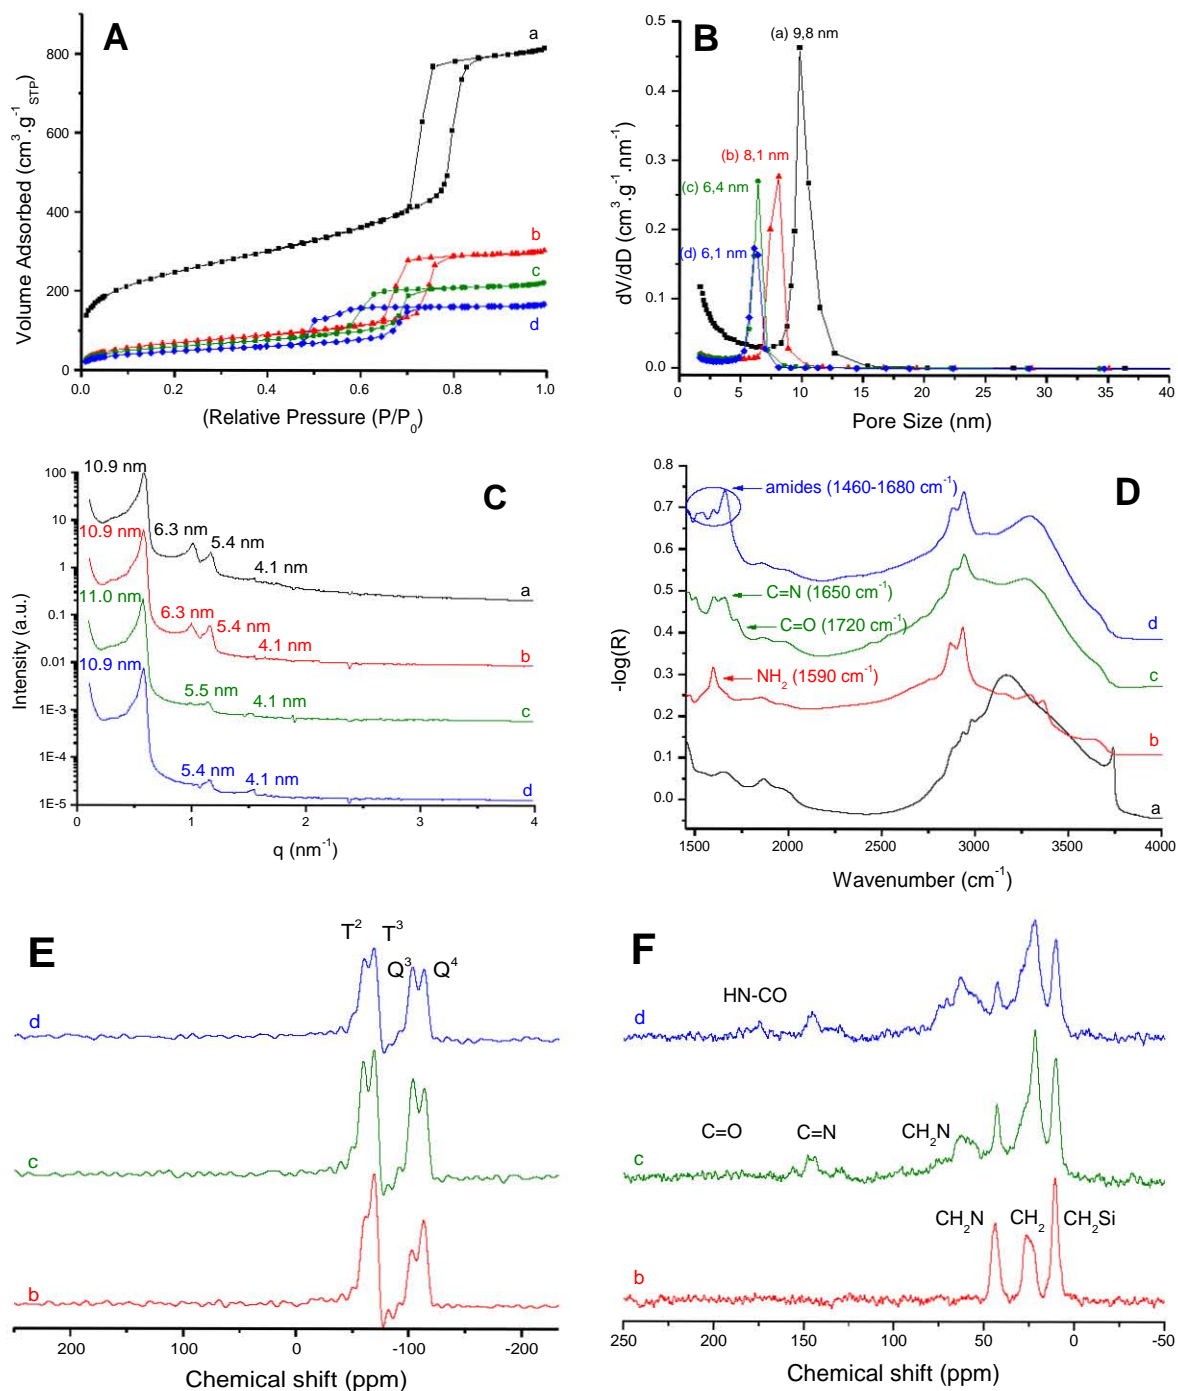 A
a
b
c
d
800
600
400
200
0
0.0
0.2
0.4
0.6
0.8
1.0
Volume Adsorbed (cm³.g⁻¹ STP)
(Relative Pressure (P/P₀)
B
(a) 9,8 nm
(b) 8,1 nm
(c) 6,4 nm
(d) 6,1 nm
0.5
0.4
0.3
0.2
0.1
0.0
0
5
10
15
20
25
30
35
40
dV/dD (cm³.g⁻¹.nm⁻¹)
Pore Size (nm)
C
10.9 nm
6.3 nm
5.4 nm
4.1 nm
a
10.9 nm
6.3 nm
5.4 nm
4.1 nm
b
11.0 nm
5.5 nm
4.1 nm
c
10.9 nm
5.4 nm
4.1 nm
d
100
10
1
0.1
0.01
1E-3
1E-4
1E-5
0
1
2
3
4
Intensity (a.u.)
q (nm⁻¹)
D
amides (1460-1680 cm⁻¹)
d
C=N (1650 cm⁻¹)
C=O (1720 cm⁻¹)
c
NH₂ (1590 cm⁻¹)
b
a
0.8
0.7
0.6
0.5
0.4
0.3
0.2
0.1
0.0
1500
2000
2500
3000
3500
4000
-log(R)
Wavenumber (cm⁻¹)
E
T² T³
Q³ Q⁴
d
c
b
200
100
0
-100
-200
Chemical shift (ppm)
F
HN-CO
d
C=O
C=N
CH₂N
c
CH₂N
CH₂
CH₂Si
b
250
200
150
100
50
0
-50
Chemical shift (ppm)